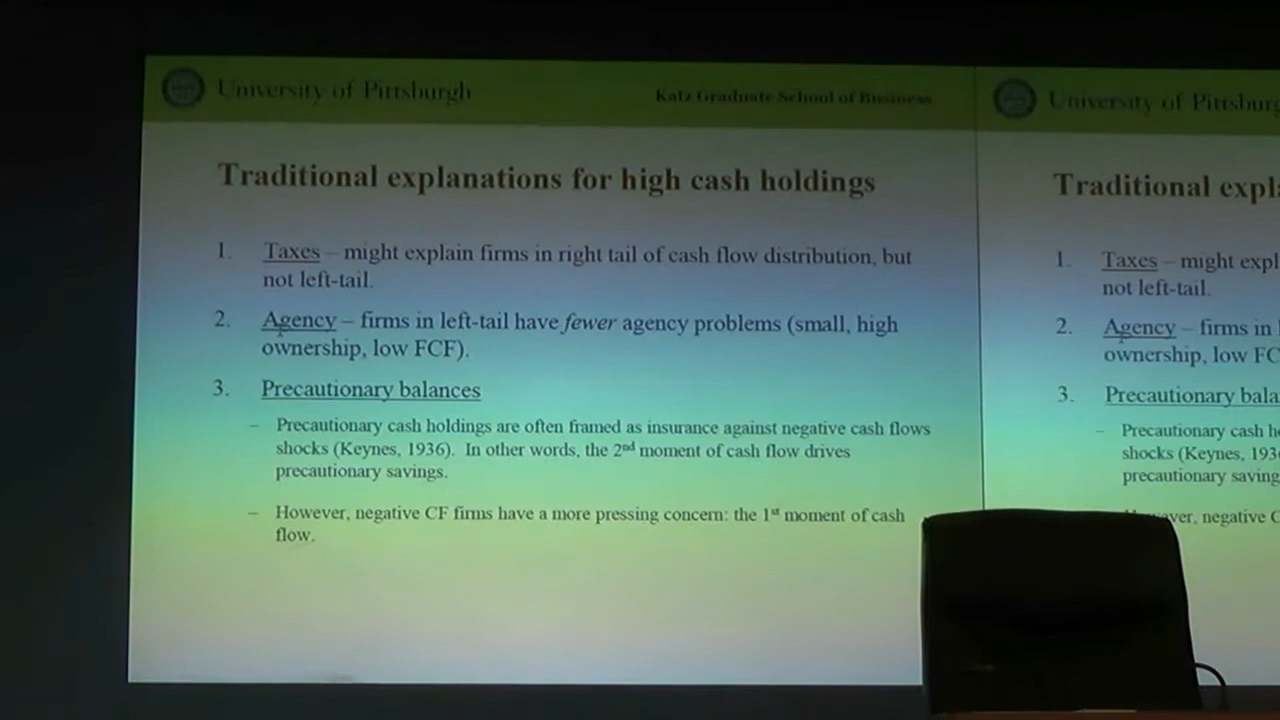 University of Pittsburgh
Katz Graduate School of Business
Traditional explanations for high cash holdings
1. Taxes – might explain firms in right tail of cash flow distribution, but
not left-tail.
2. Agency – firms in left-tail have fewer agency problems (small, high
ownership, low FCF).
3. Precautionary balances
– Precautionary cash holdings are often framed as insurance against negative cash flows
shocks (Keynes, 1936). In other words, the 2nd moment of cash flow drives
precautionary savings.
– However, negative CF firms have a more pressing concern: the 1st moment of cash
flow.
University of Pittsburg
Traditional expl
1. Taxes – might expl
not left-tail.
2. Agency – firms in
ownership, low FC
3. Precautionary bala
– Precautionary cash h
shocks (Keynes, 193
precautionary saving
negative C